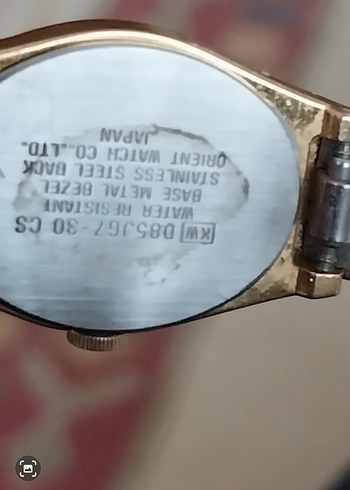 KW D85J67-30 CS
WATER RESISTANT
BASE METAL BEZEL
STAINLESS STEEL BACK
ORIENT WATCH CO.,LTD.
JAPAN